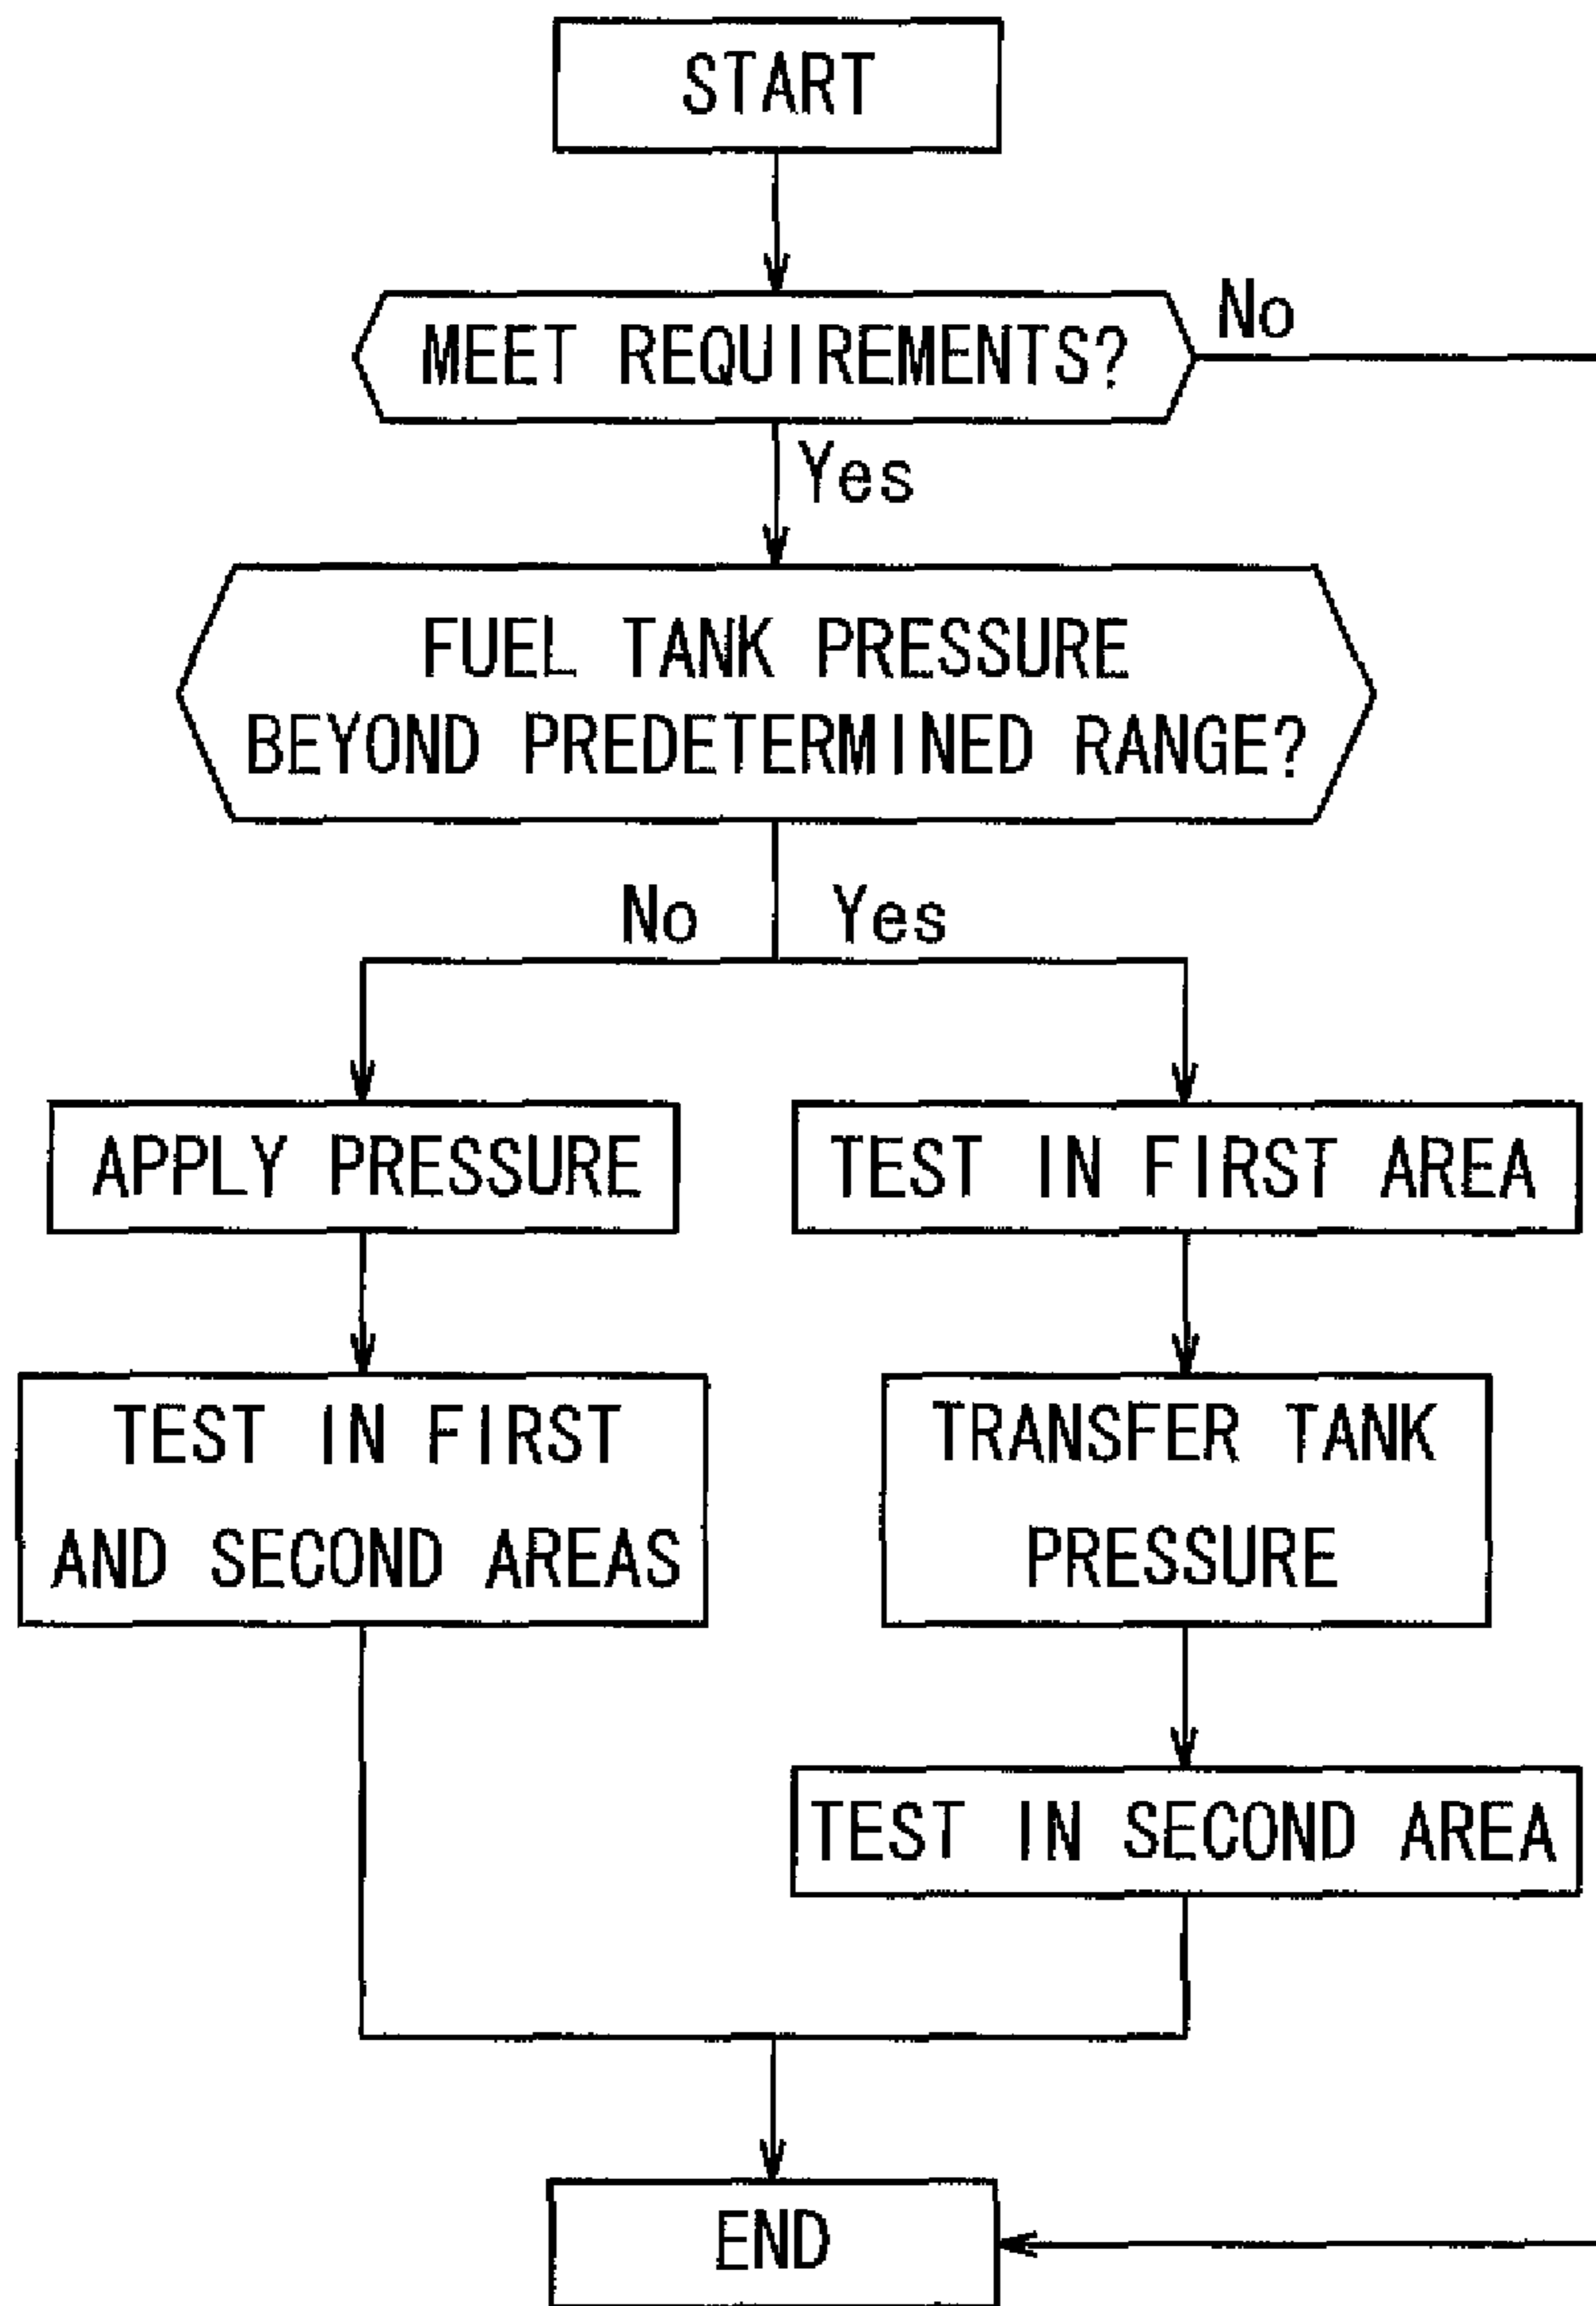 START
MEET REQUIREMENTS?
No
Yes
FUEL TANK PRESSURE
BEYOND PREDETERMINED RANGE?
No
Yes
APPLY PRESSURE
TEST IN FIRST AREA
TEST IN FIRST
AND SECOND AREAS
TRANSFER TANK
PRESSURE
TEST IN SECOND AREA
END